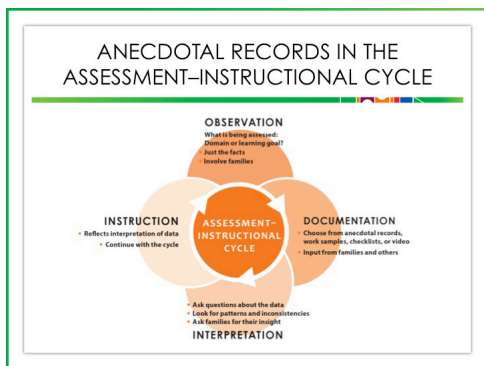 ANECDOTAL RECORDS IN THE
ASSESSMENT–INSTRUCTIONAL CYCLE
OBSERVATION
What is being assessed:
Domain or learning goal?
• Just the facts
• Involve families
INSTRUCTION
• Reflects interpretation of data
• Continue with the cycle
ASSESSMENT–
INSTRUCTIONAL
CYCLE
DOCUMENTATION
• Choose from anecdotal records,
work samples, checklists, or video
• Input from families and others
• Ask questions about the data
• Look for patterns and inconsistencies
• Ask families for their insight
INTERPRETATION